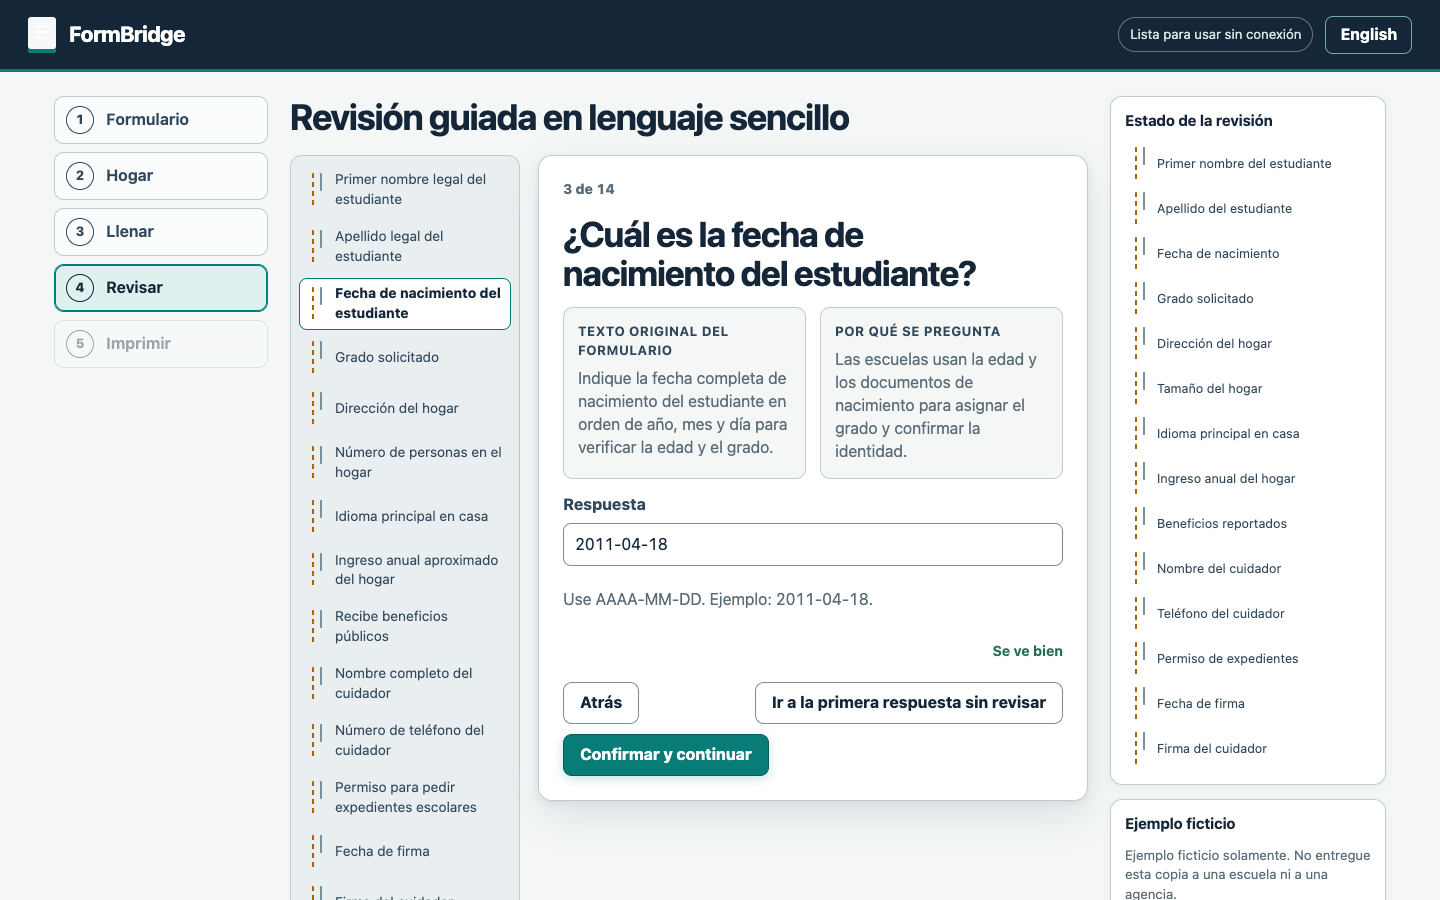 FormBridge
Lista para usar sin conexión
English
1 Formulario
2 Hogar
3 Llenar
4 Revisar
5 Imprimir
Revisión guiada en lenguaje sencillo
Primer nombre legal del
estudiante
Apellido legal del
estudiante
Fecha de nacimiento del
estudiante
Grado solicitado
Dirección del hogar
Número de personas en el
hogar
Idioma principal en casa
Ingreso anual aproximado
del hogar
Recibe beneficios
públicos
Nombre completo del
cuidador
Número de teléfono del
cuidador
Permiso para pedir
expedientes escolares
Fecha de firma
3 de 14
¿Cuál es la fecha de
nacimiento del estudiante?
TEXTO ORIGINAL DEL
FORMULARIO
Indique la fecha completa de
nacimiento del estudiante en
orden de año, mes y día para
verificar la edad y el grado.
POR QUÉ SE PREGUNTA
Las escuelas usan la edad y
los documentos de
nacimiento para asignar el
grado y confirmar la
identidad.
Respuesta
2011-04-18
Use AAAA-MM-DD. Ejemplo: 2011-04-18.
Se ve bien
Atrás
Ir a la primera respuesta sin revisar
Confirmar y continuar
Estado de la revisión
Primer nombre del estudiante
Apellido del estudiante
Fecha de nacimiento
Grado solicitado
Dirección del hogar
Tamaño del hogar
Idioma principal en casa
Ingreso anual del hogar
Beneficios reportados
Nombre del cuidador
Teléfono del cuidador
Permiso de expedientes
Fecha de firma
Firma del cuidador
Ejemplo ficticio
Ejemplo ficticio solamente. No entregue
esta copia a una escuela ni a una
agencia.